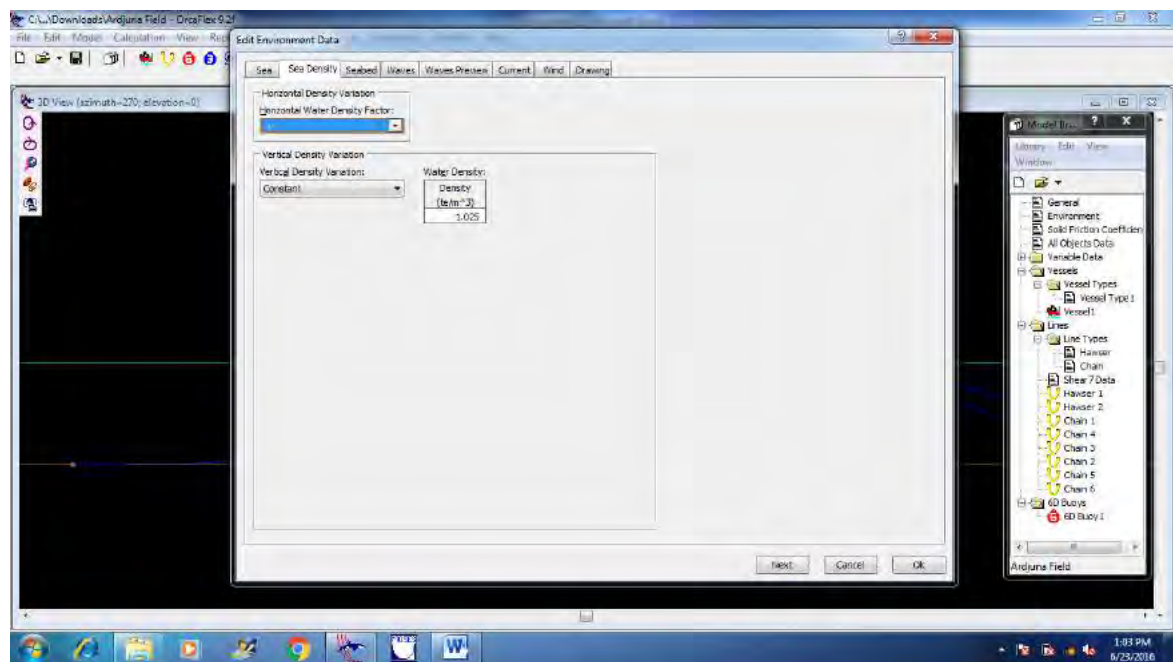 C:\...\Downloads\Ardjuna Field - OrcaFlex 9.2f
File Edit Model Calculation View
Edit Environment Data
Sea Sea Density Seabed Waves Waves Preview Current Wind Drawing
Horizontal Density Variation
Horizontal Water Density Factor:
Vertical Density Variation
Vertical Density Variation:
Constant
Water Density:
Density
(te/m^3)
1.025
Next Cancel Ok
3D View (azimuth=270; elevation=0)
Model Br...
Library Edit View
Window
General
Environment
Solid Friction Coefficien
All Objects Data
Variable Data
Vessels
Vessel Types
Vessel Type1
Vessel1
Lines
Line Types
Hawser
Chain
Shear7 Data
Hawser 1
Hawser 2
Chain 1
Chain 4
Chain 3
Chain 2
Chain 5
Chain 6
6D Buoys
6D Buoy1
Ardjuna Field
1:03 PM
6/23/2016